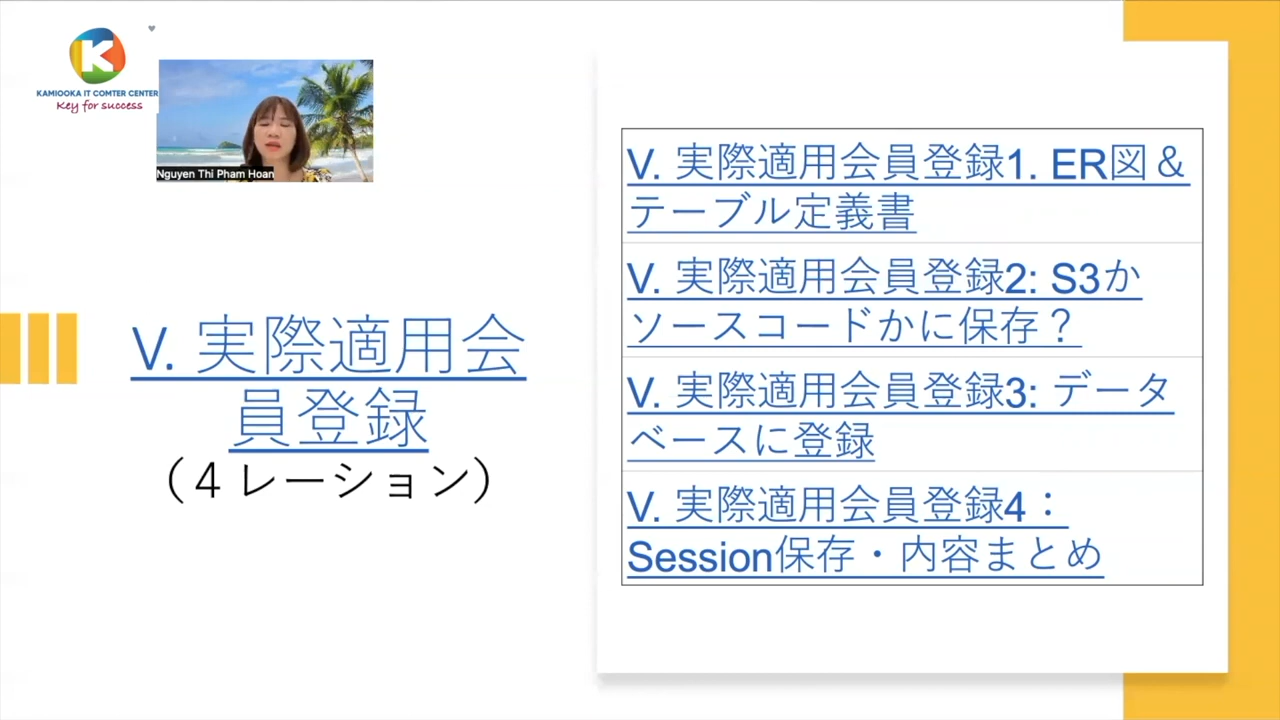 KAMIOOKA IT COMTER CENTER
Key for success
Nguyen Thi Pham Hoan
V. 実際適用会
員登録
（４レーション）
V. 実際適用会員登録1. ER図＆
テーブル定義書
V. 実際適用会員登録2: S3か
ソースコードかに保存？
V. 実際適用会員登録3: データ
ベースに登録
V. 実際適用会員登録4：
Session保存・内容まとめ